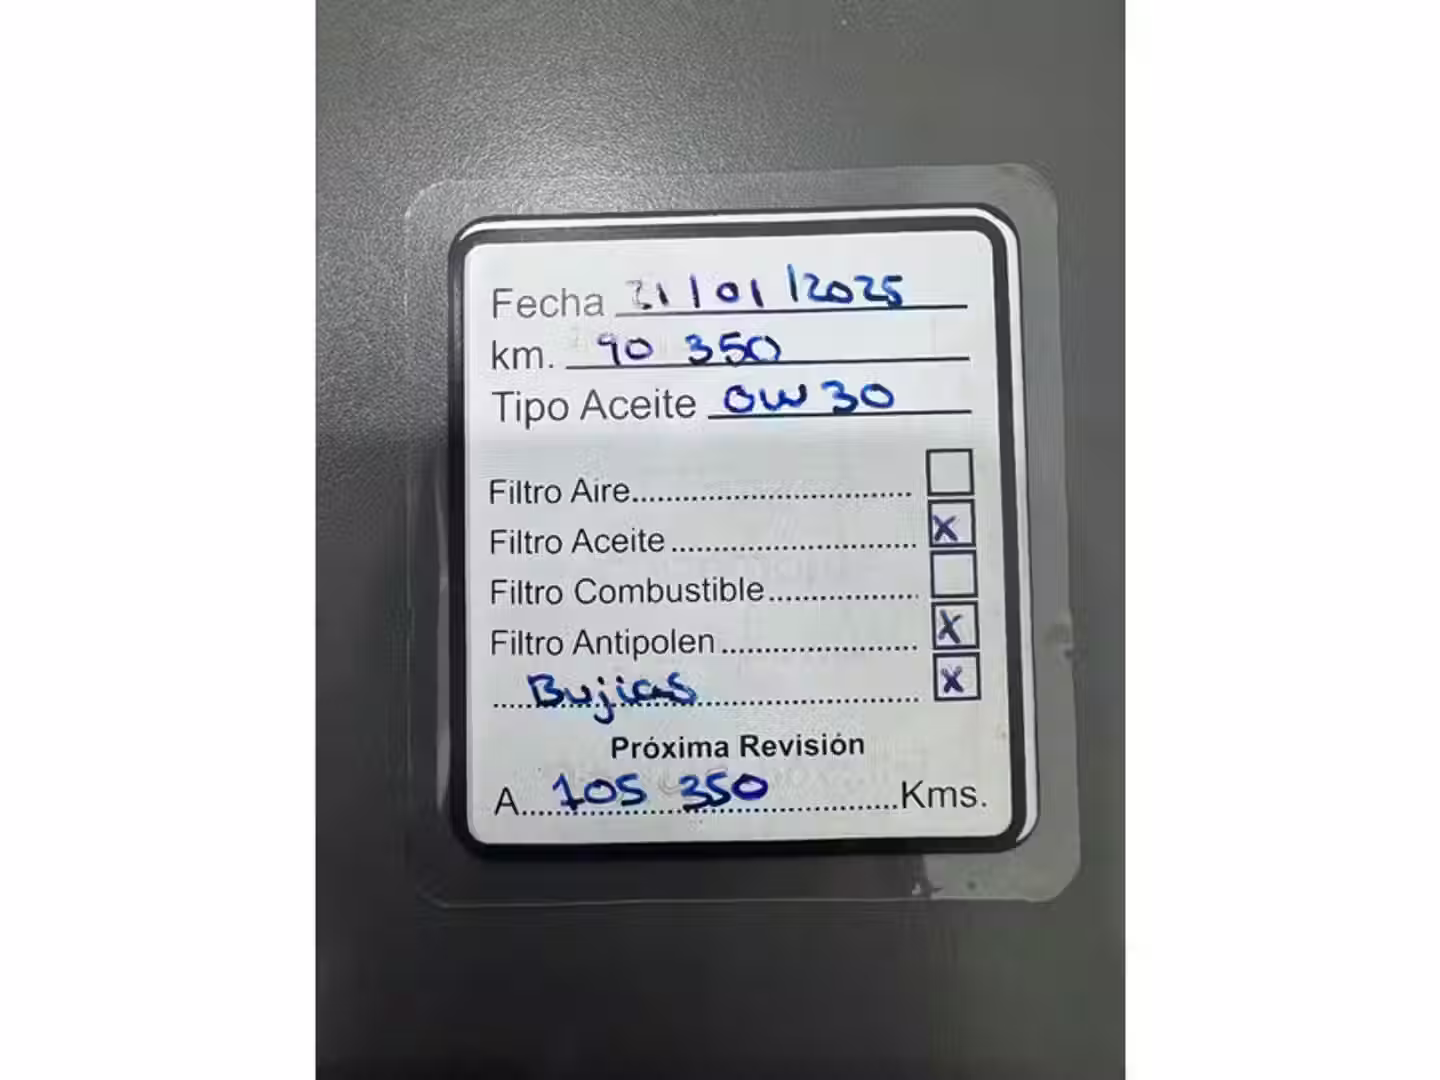 Fecha 21/01/2025
km. 90 350
Tipo Aceite 0W30
Filtro Aire
Filtro Aceite X
Filtro Combustible
Filtro Antipolen X
Bujias X
Próxima Revisión
A 105 350 Kms.